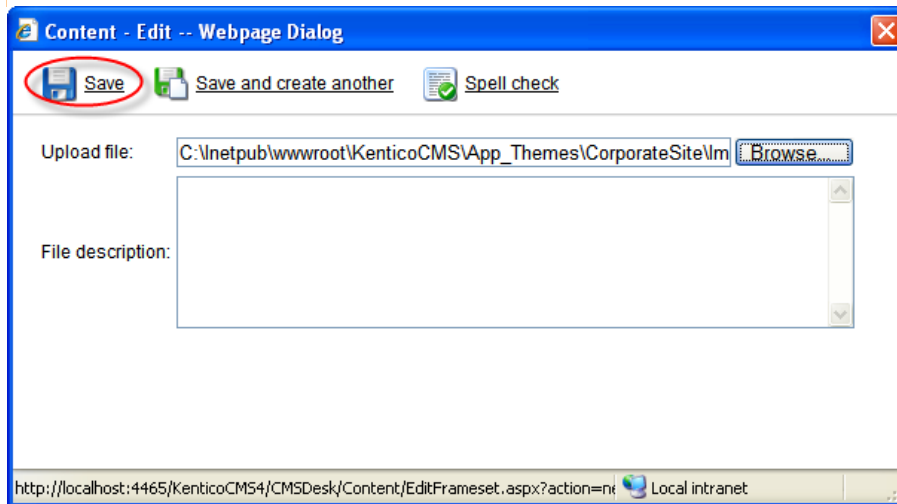 Content - Edit -- Webpage Dialog
Save Save and create another Spell check
Upload file: C:\Inetpub\wwwroot\KenticoCMS\App_Themes\CorporateSite\Im Browse...
File description:
http://localhost:4465/KenticoCMS4/CMSDesk/Content/EditFrameset.aspx?action=ne Local intranet